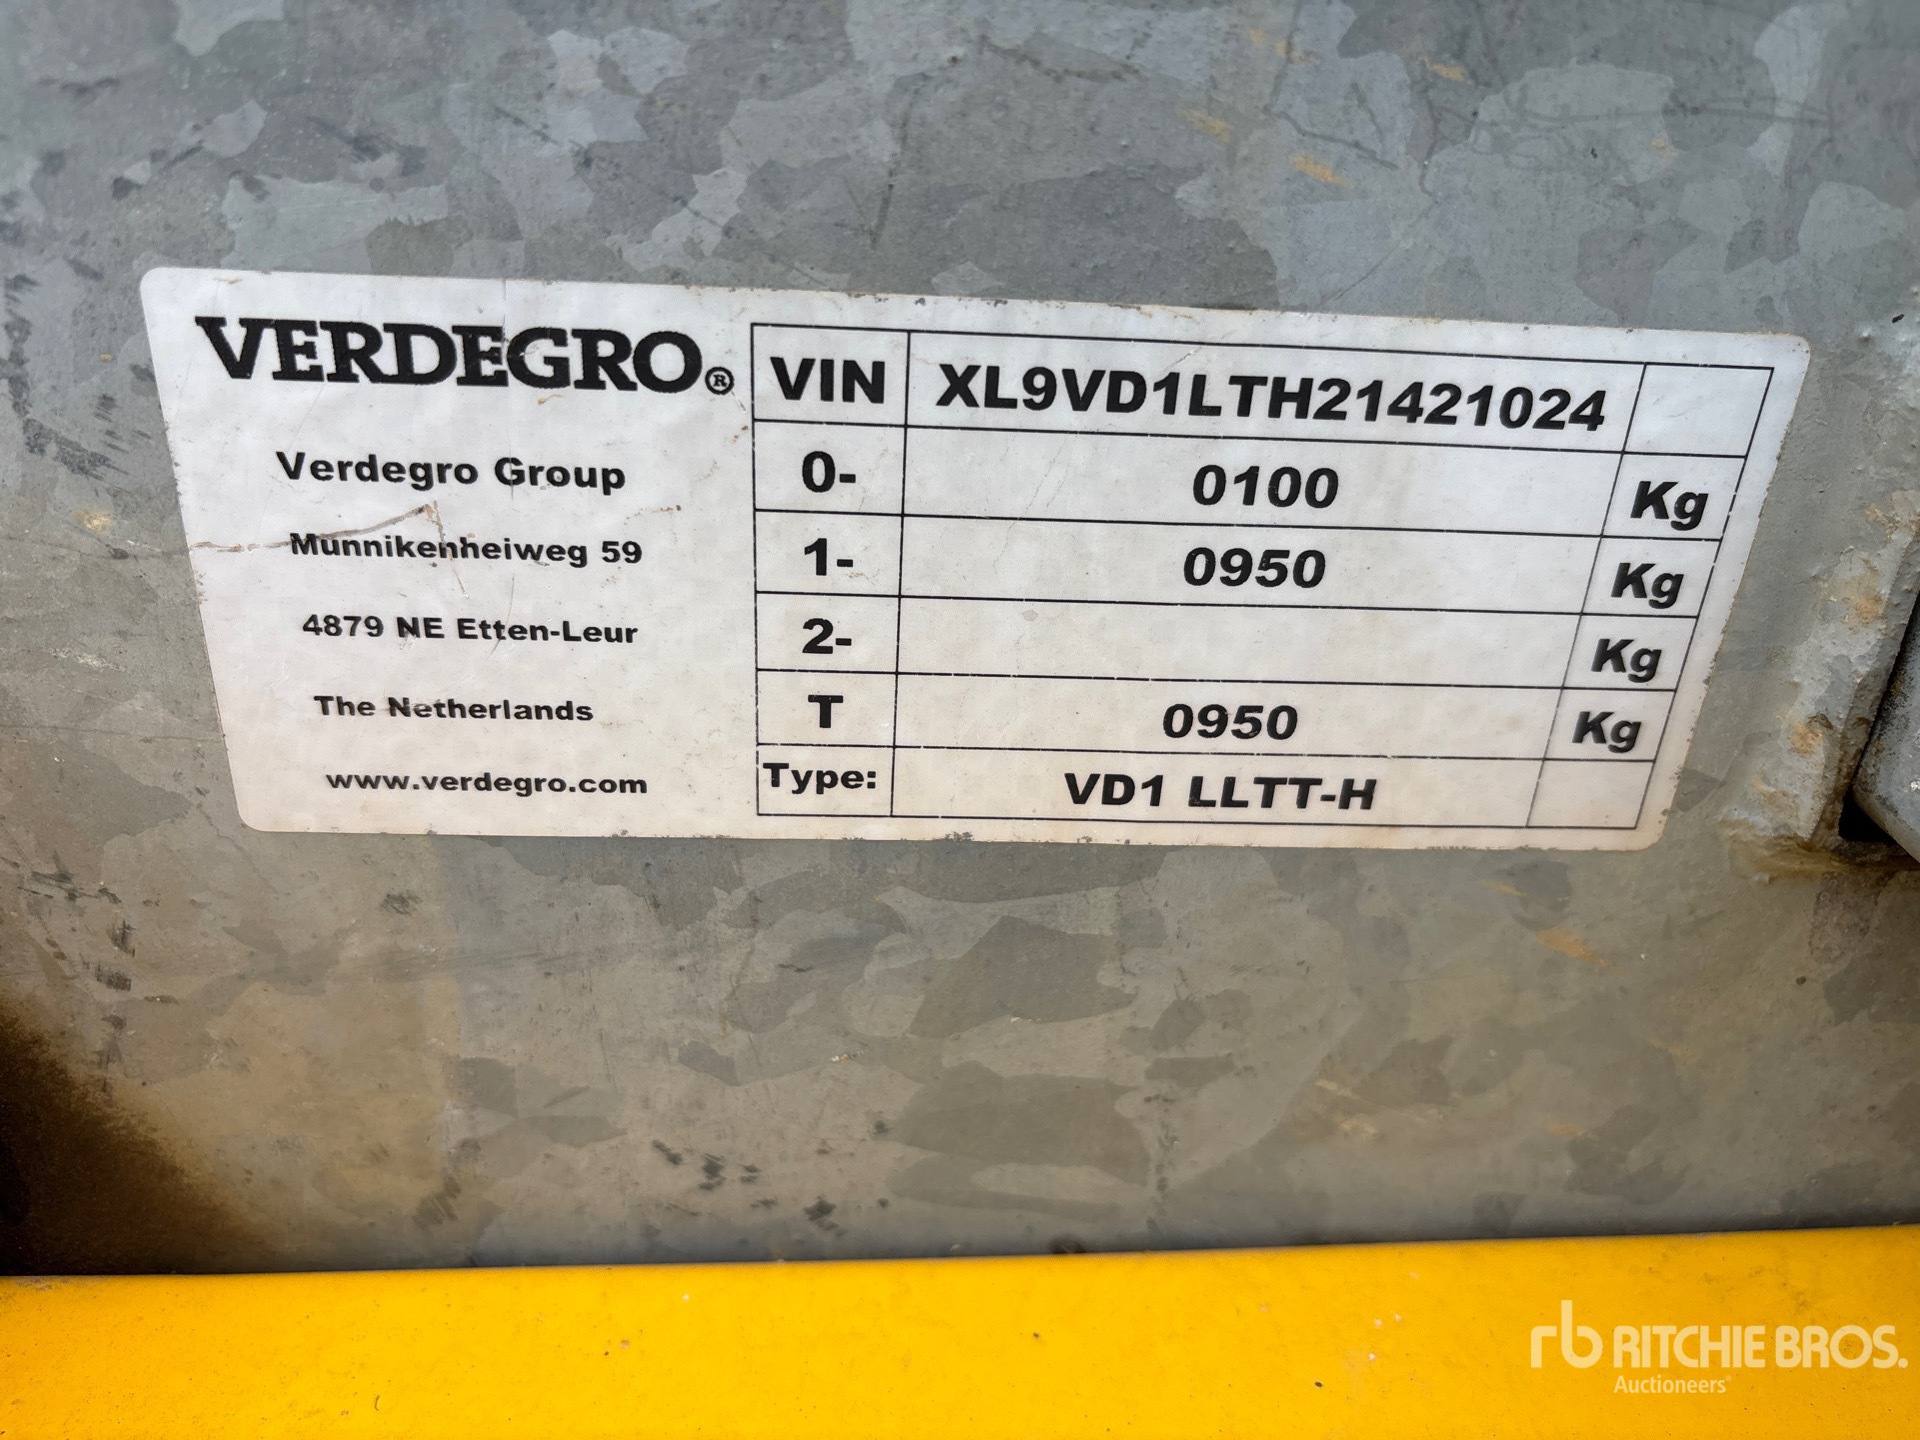 VERDEGRO®
Verdegro Group
Munnikenheiweg 59
4879 NE Etten-Leur
The Netherlands
www.verdegro.com
VIN XL9VD1LTH21421024
0- 0100 Kg
1- 0950 Kg
2- Kg
T 0950 Kg
Type: VD1 LLTT-H
rb RITCHIE BROS.
Auctioneers